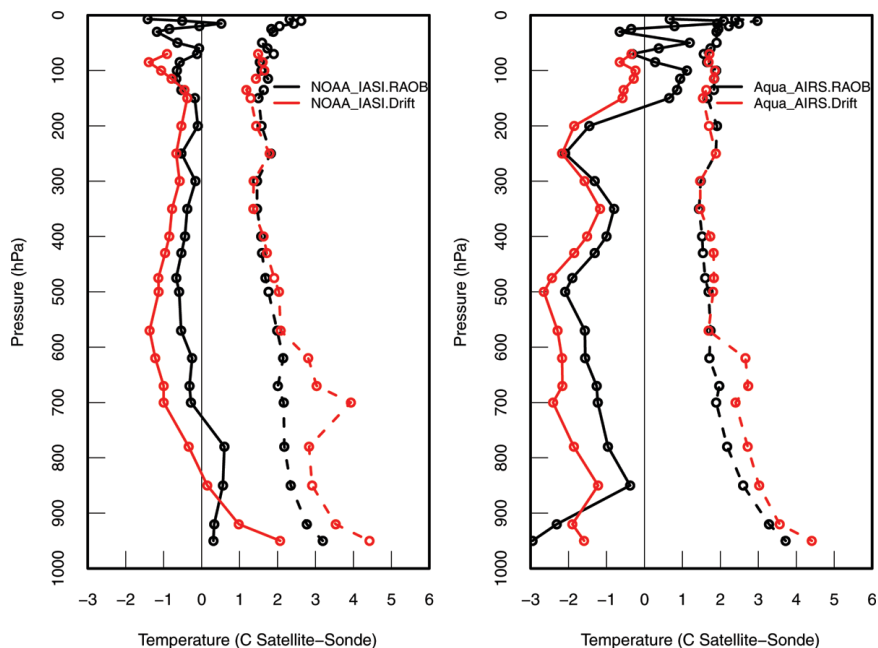 0
100
200
300
400
500
600
700
800
900
1000
Pressure (hPa)
NOAA_IASI.RAOB
NOAA_IASI.Drift
−3 −2 −1 0 1 2 3 4 5 6
Temperature (C Satellite−Sonde)
0
100
200
300
400
500
600
700
800
900
1000
Pressure (hPa)
Aqua_AIRS.RAOB
Aqua_AIRS.Drift
−3 −2 −1 0 1 2 3 4 5 6
Temperature (C Satellite−Sonde)